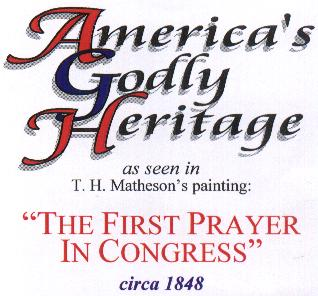 America's
Godly
Heritage
as seen in
T. H. Matheson's painting:
“THE FIRST PRAYER
IN CONGRESS”
circa 1848